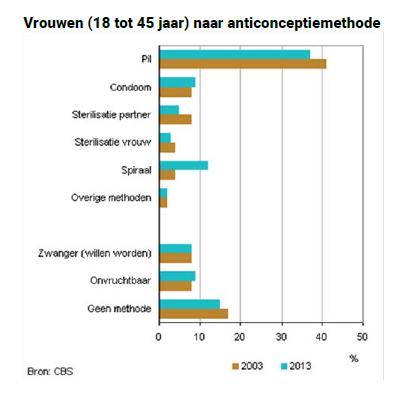 Vrouwen (18 tot 45 jaar) naar anticonceptiemethode
Pil
Condoom
Sterilisatie partner
Sterilisatie vrouw
Spiraal
Overige methoden
Zwanger (willen worden)
Onvruchtbaar
Geen methode
0 10 20 30 40 50
%
2003 2013
Bron: CBS